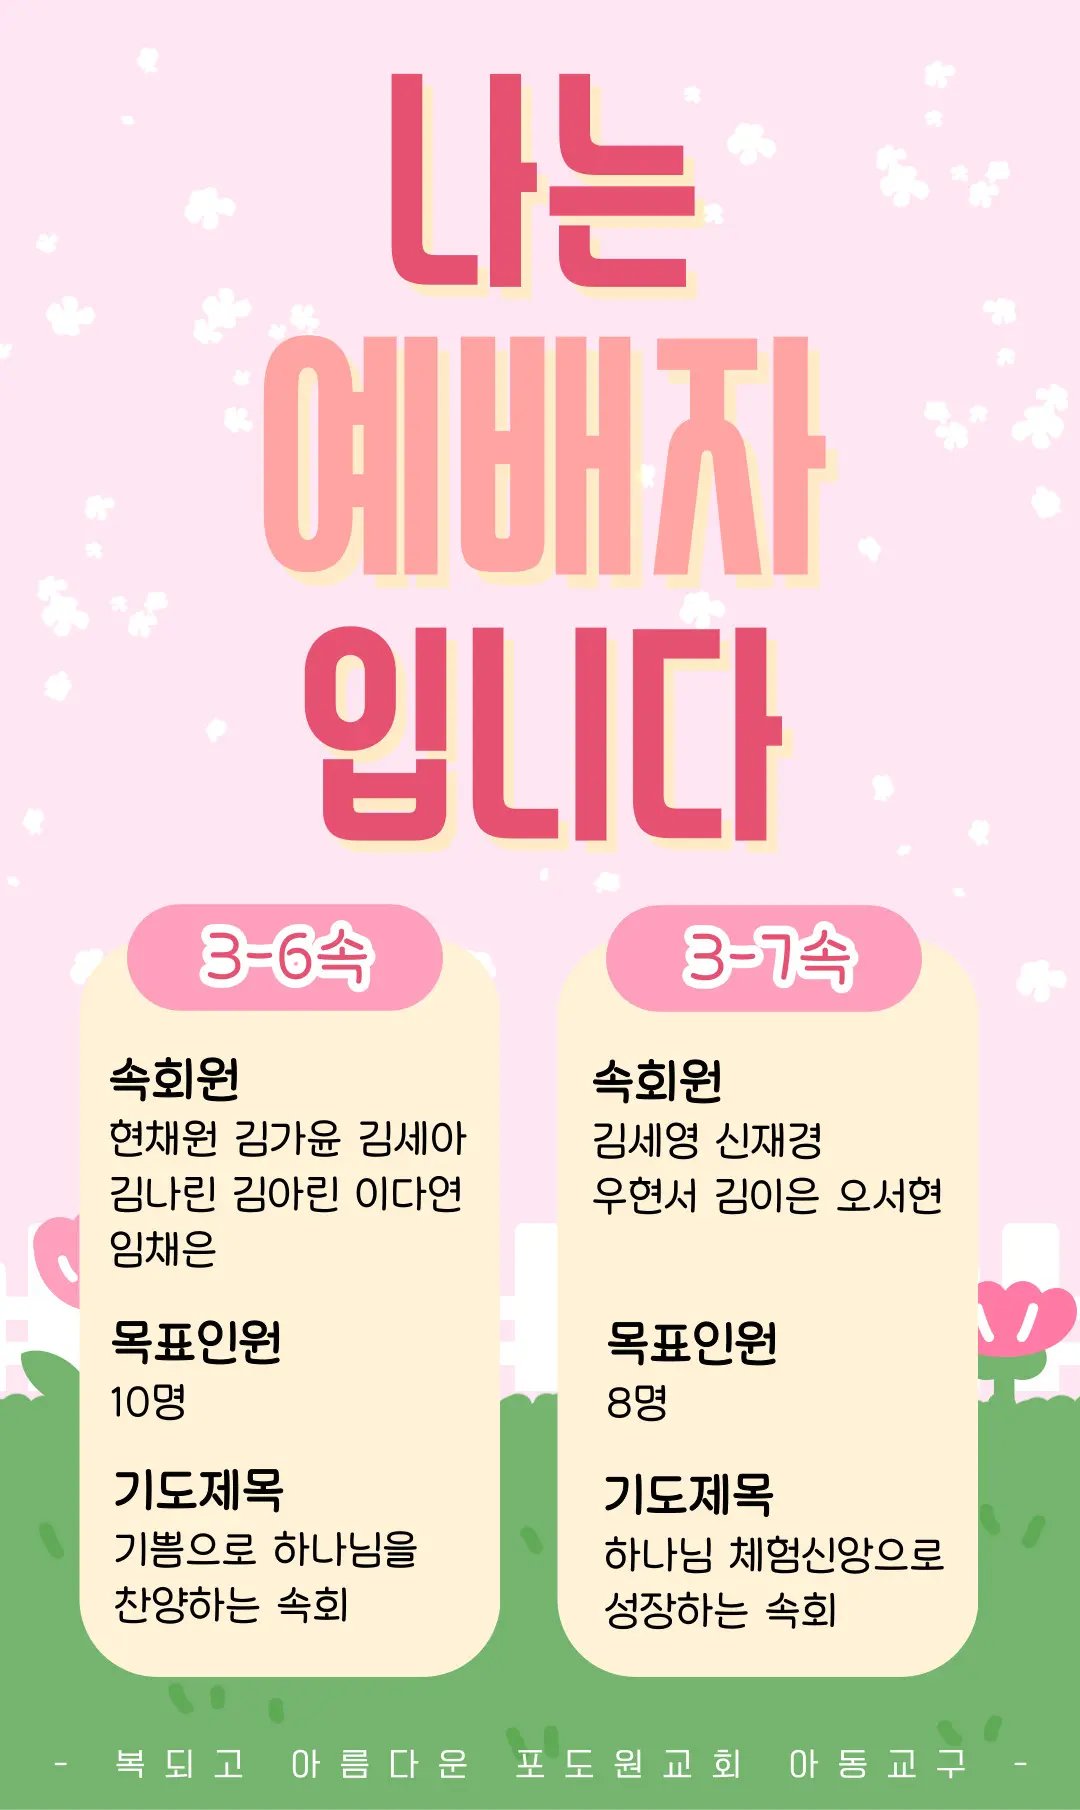 나는
예배자
입니다
3-6속
속회원
현채원 김가윤 김세아
김나린 김아린 이다연
임채은
목표인원
10명
기도제목
기쁨으로 하나님을
찬양하는 속회
3-7속
속회원
김세영 신재경
우현서 김이은 오서현
목표인원
8명
기도제목
하나님 체험신앙으로
성장하는 속회
- 복되고 아름다운 포도원교회 아동교구 -